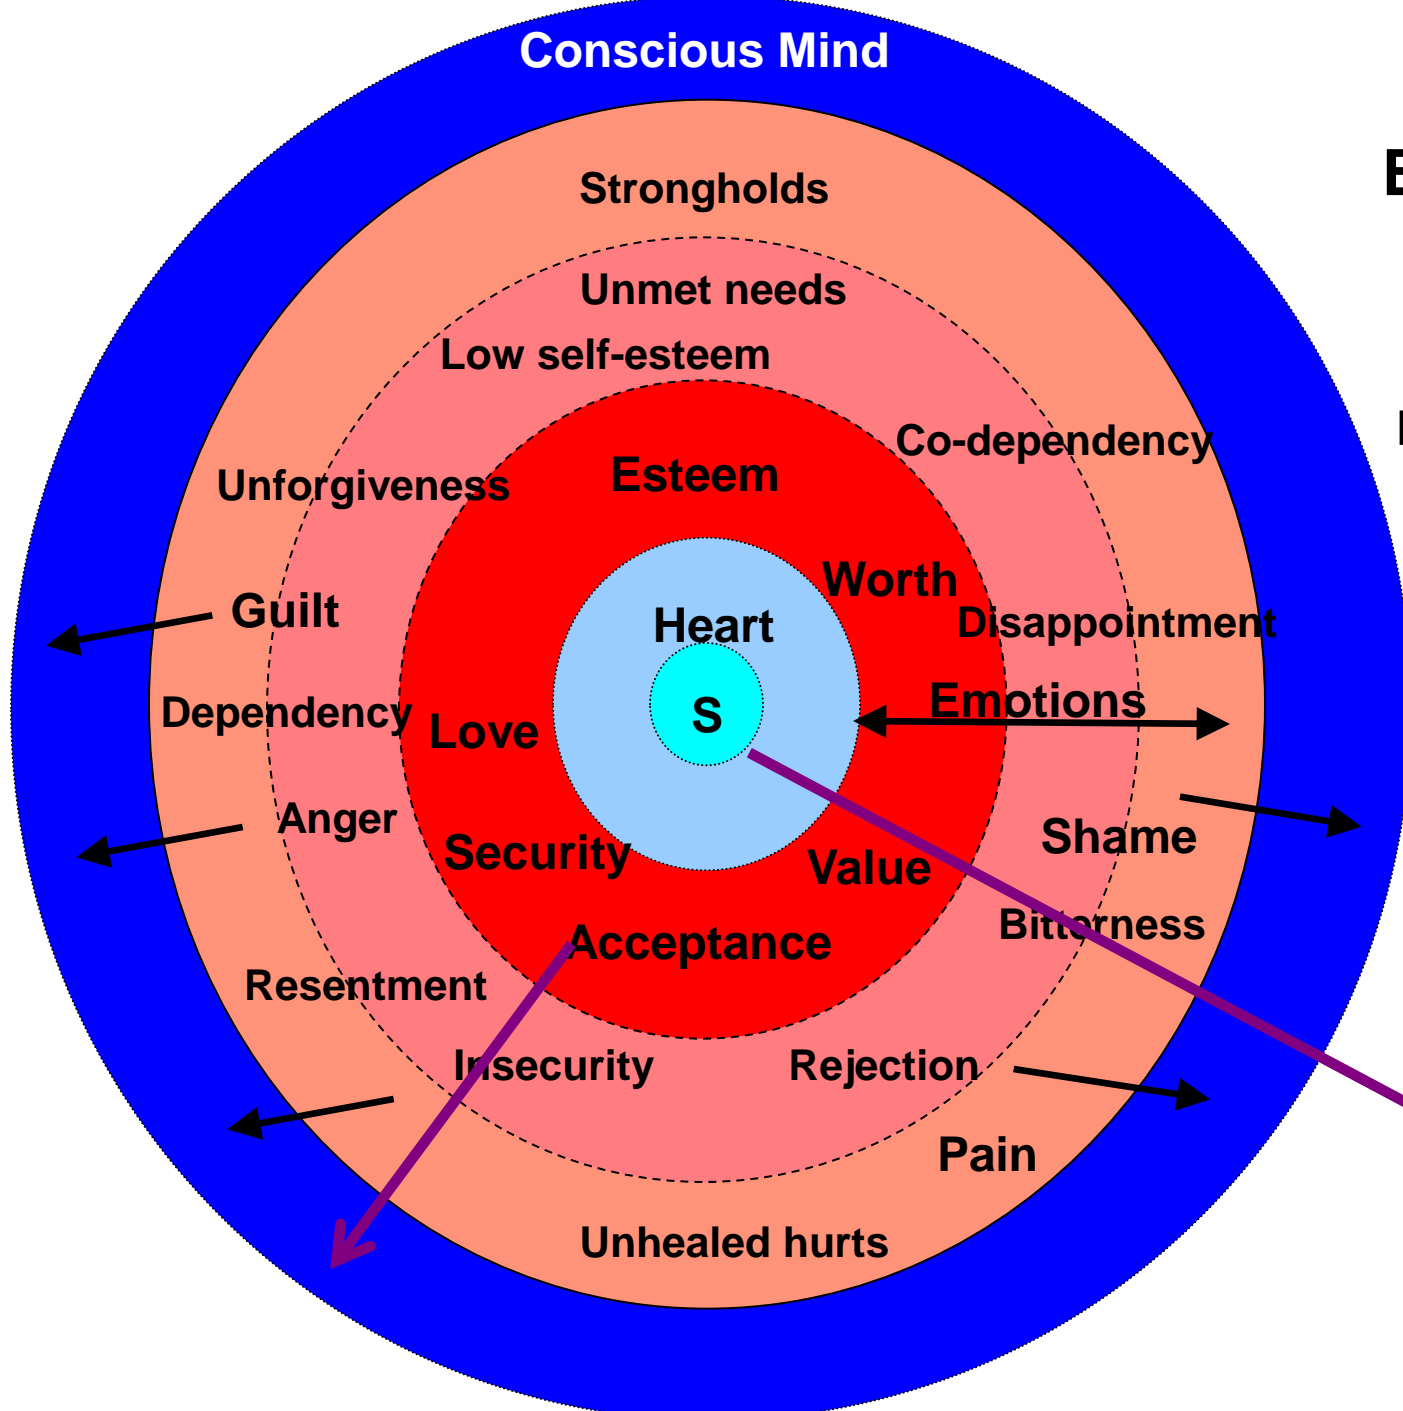 Conscious Mind
Strongholds
Unmet needs
Low self-esteem
Co-dependency
Esteem
Unforgiveness
Worth
Guilt
Heart
Disappointment
Emotions
Dependency
Love
S
Anger
Shame
Security
Value
Bitterness
Acceptance
Resentment
Insecurity
Rejection
Pain
Unhealed hurts